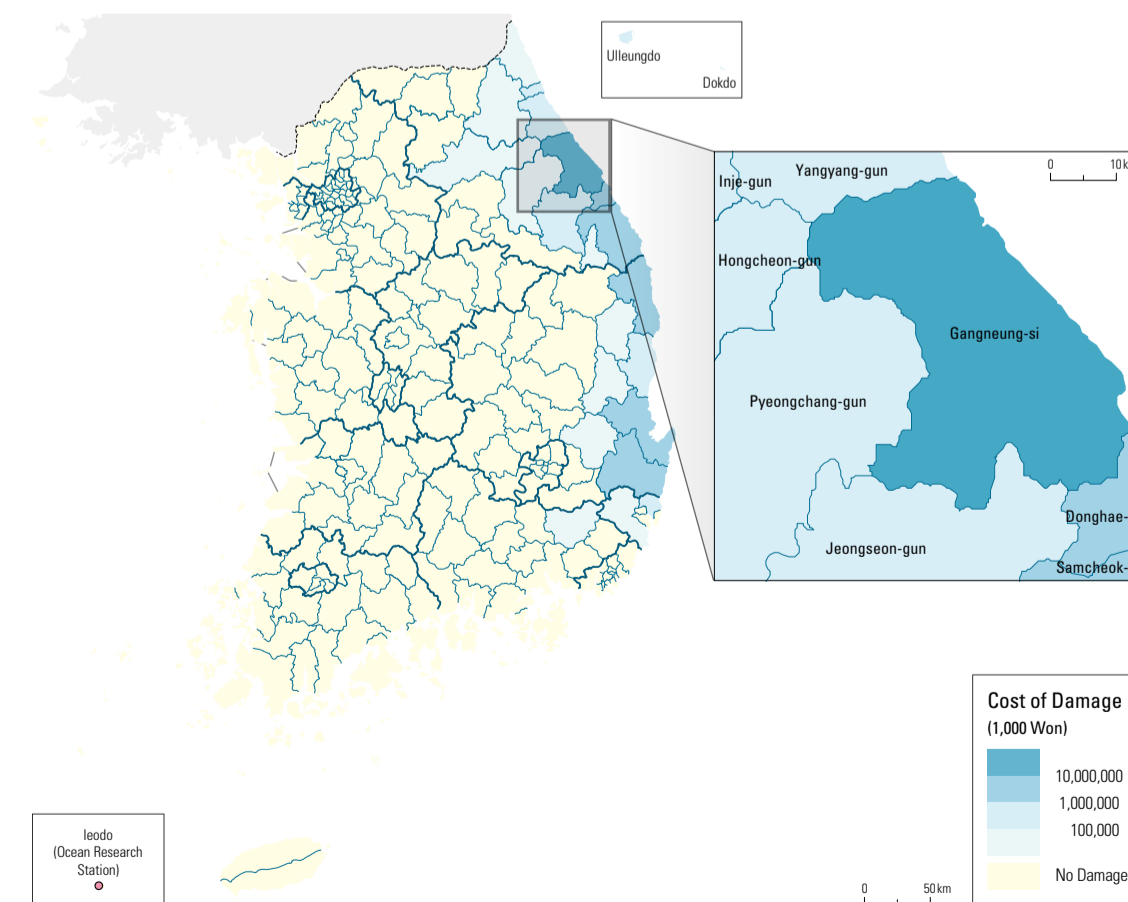 Ulleungdo
Dokdo
0 10k
Yangyang-gun
Inje-gun
Hongcheon-gun
Gangneung-si
Pyeongchang-gun
Donghae-
Jeongseon-gun
Samcheok-
Cost of Damage
(1,000 Won)
10,000,000
1,000,000
100,000
No Damage
Ieodo
(Ocean Research
Station)
0 50km